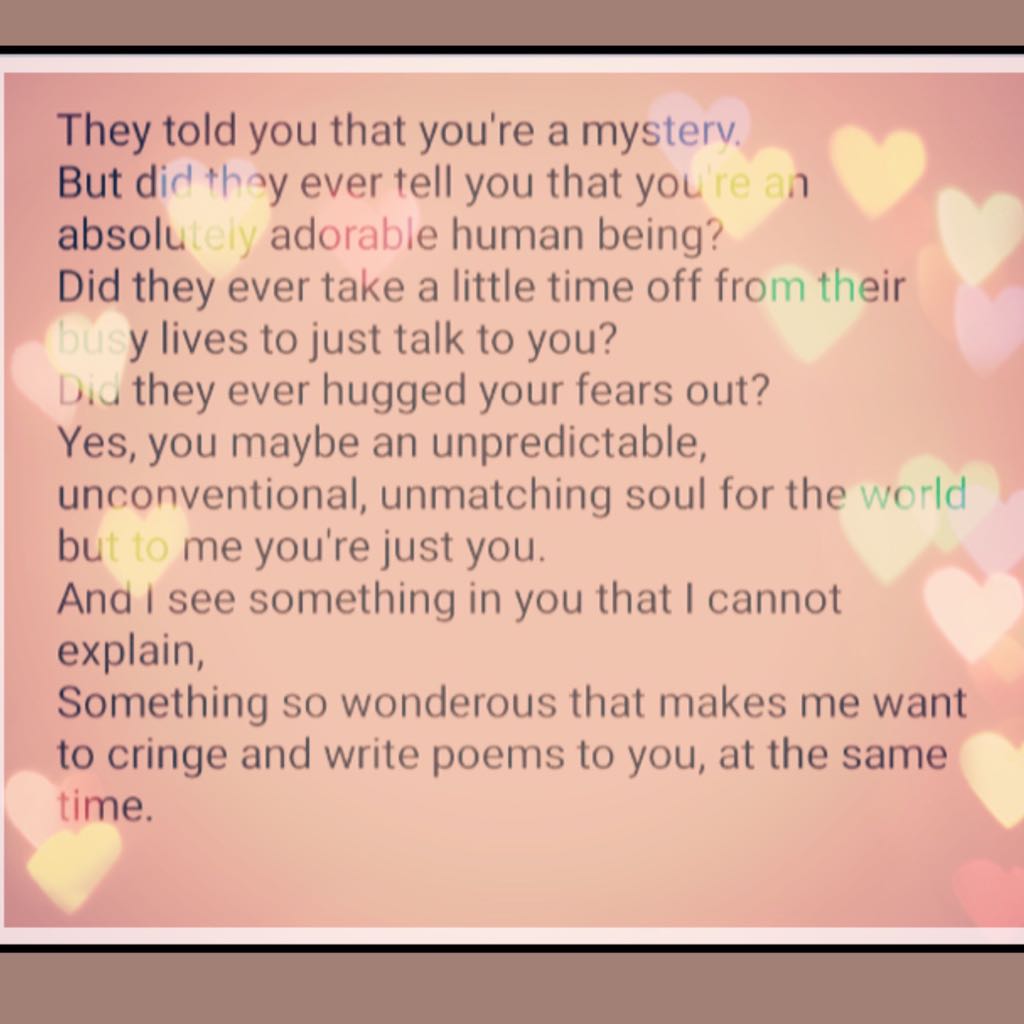 They told you that you're a mystery.
But did they ever tell you that you're an
absolutely adorable human being?
Did they ever take a little time off from their
busy lives to just talk to you?
Did they ever hugged your fears out?
Yes, you maybe an unpredictable,
unconventional, unmatching soul for the world
but to me you're just you.
And I see something in you that I cannot
explain,
Something so wonderous that makes me want
to cringe and write poems to you, at the same
time.